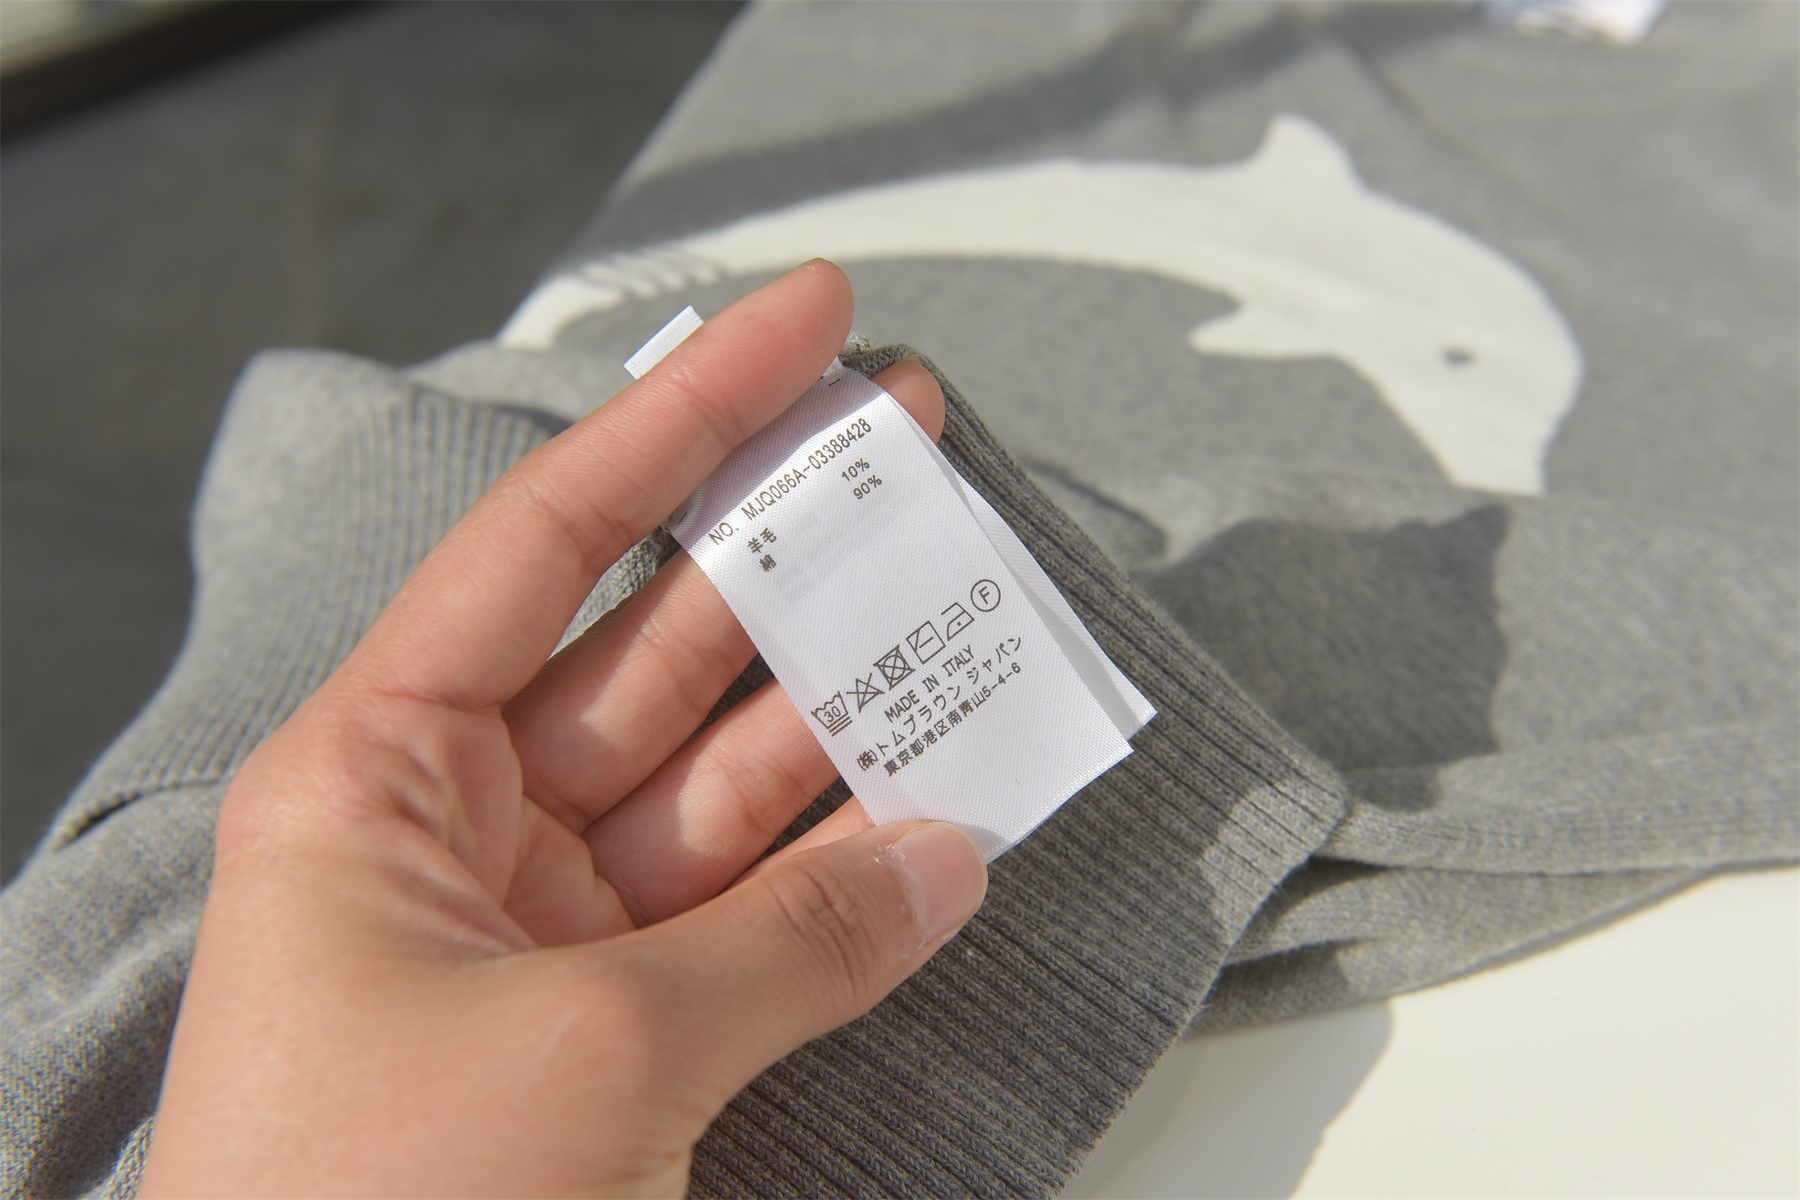 NO. MJQ066A-03388428
羊毛 10%
綿 90%
30
F
MADE IN ITALY
(株)トムブラウン ジャパン
東京都港区南青山5-4-6